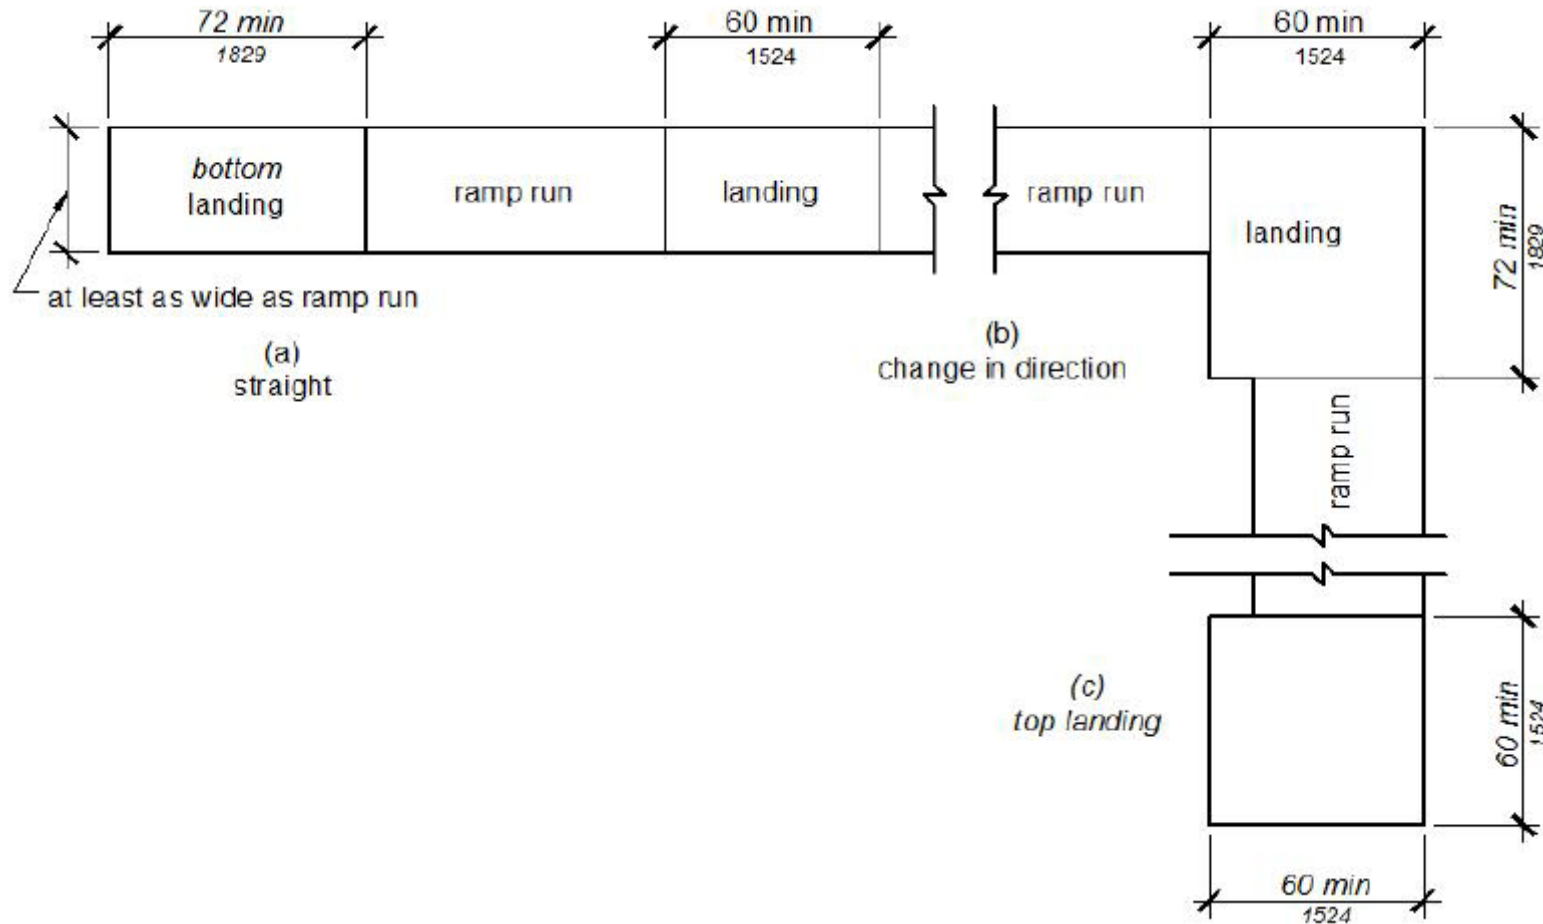 72 min
1829
60 min
1524
60 min
1524
bottom
landing
ramp run
landing
ramp run
landing
72 min
1829
at least as wide as ramp run
(a)
straight
(b)
change in direction
ramp run
(c)
top landing
60 min
1524
60 min
1524